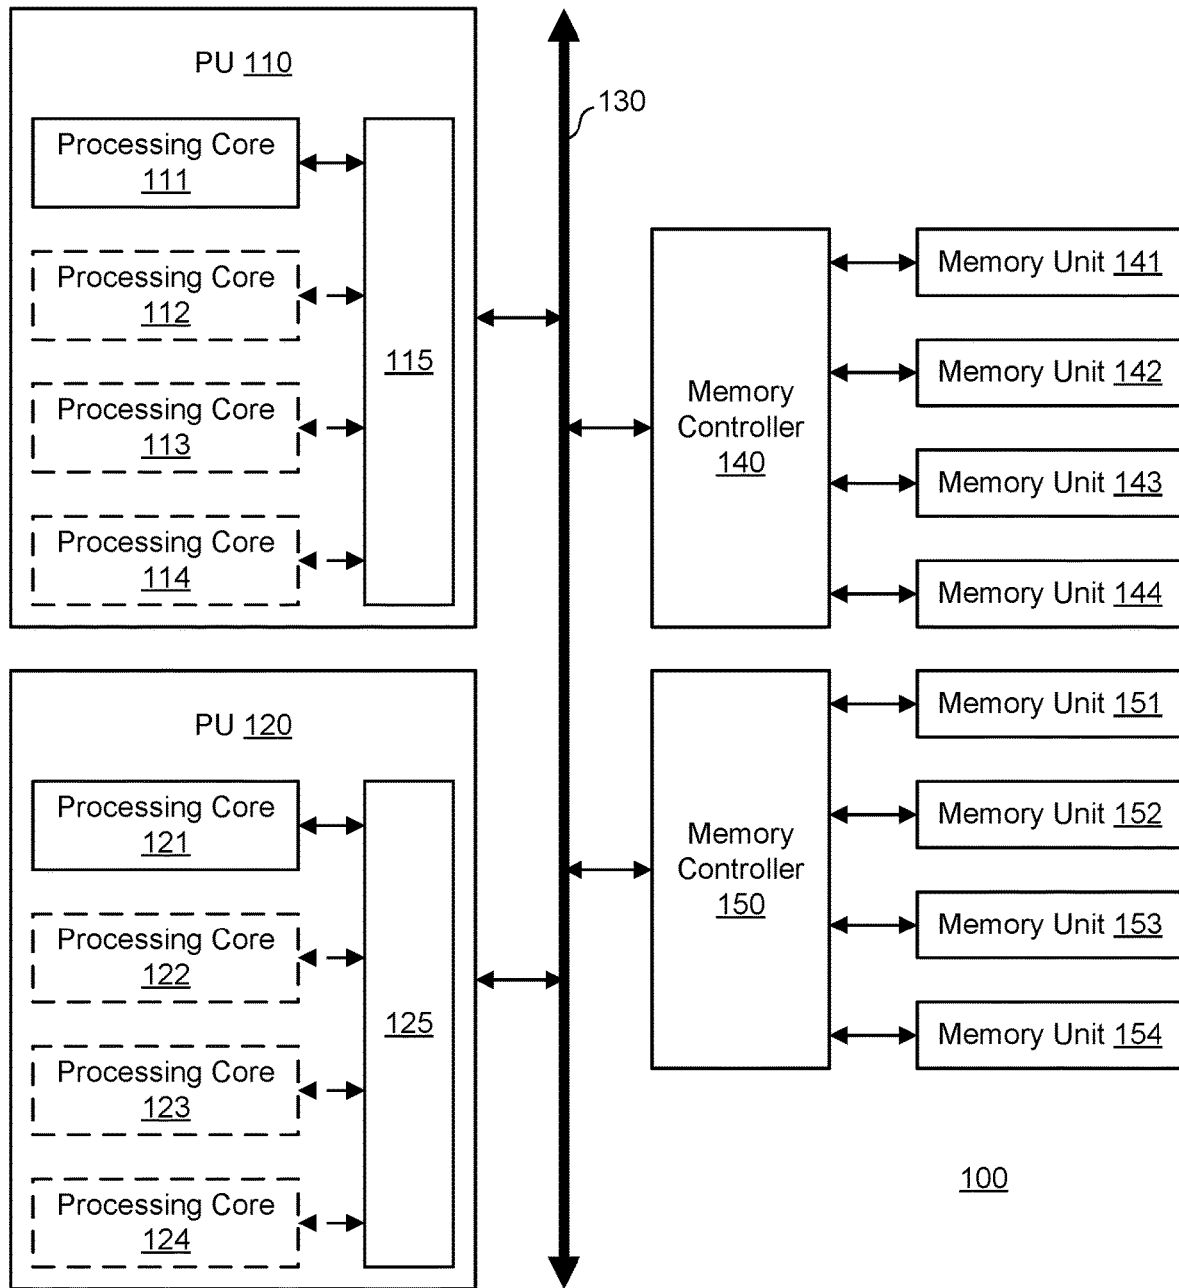 PU 110
Processing Core
111
Processing Core
112
Processing Core
113
Processing Core
114
115
130
Memory
Controller
140
Memory Unit 141
Memory Unit 142
Memory Unit 143
Memory Unit 144
PU 120
Processing Core
121
Processing Core
122
Processing Core
123
Processing Core
124
125
Memory
Controller
150
Memory Unit 151
Memory Unit 152
Memory Unit 153
Memory Unit 154
100